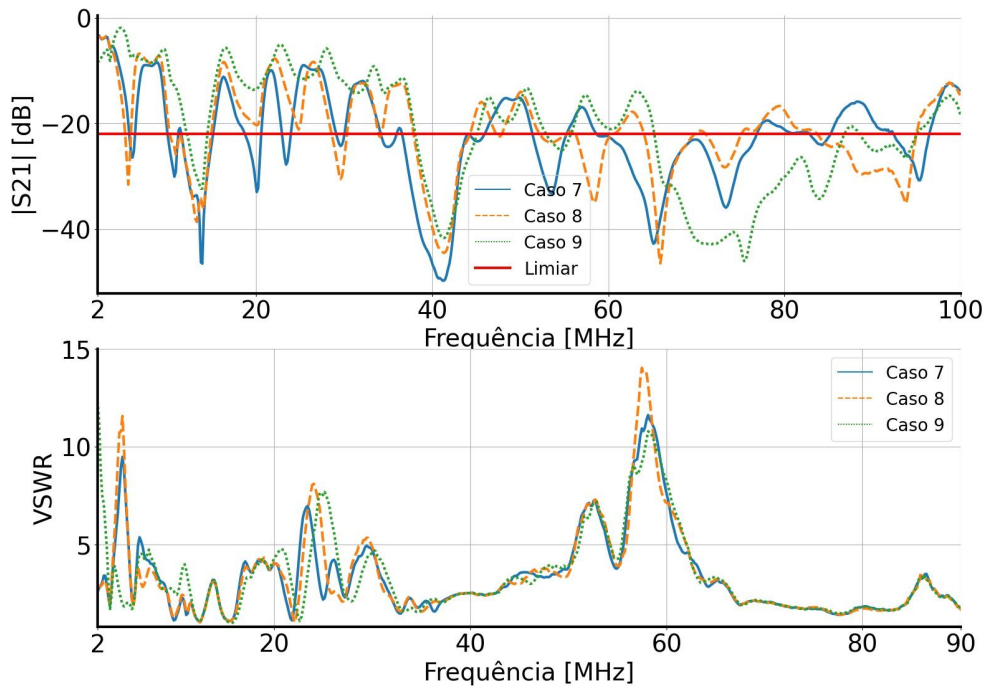 0
−20
−40
|S21| [dB]
Caso 7
Caso 8
Caso 9
Limiar
2
20
40
60
80
100
Frequência [MHz]
15
10
5
VSWR
Caso 7
Caso 8
Caso 9
2
20
40
60
80
90
Frequência [MHz]